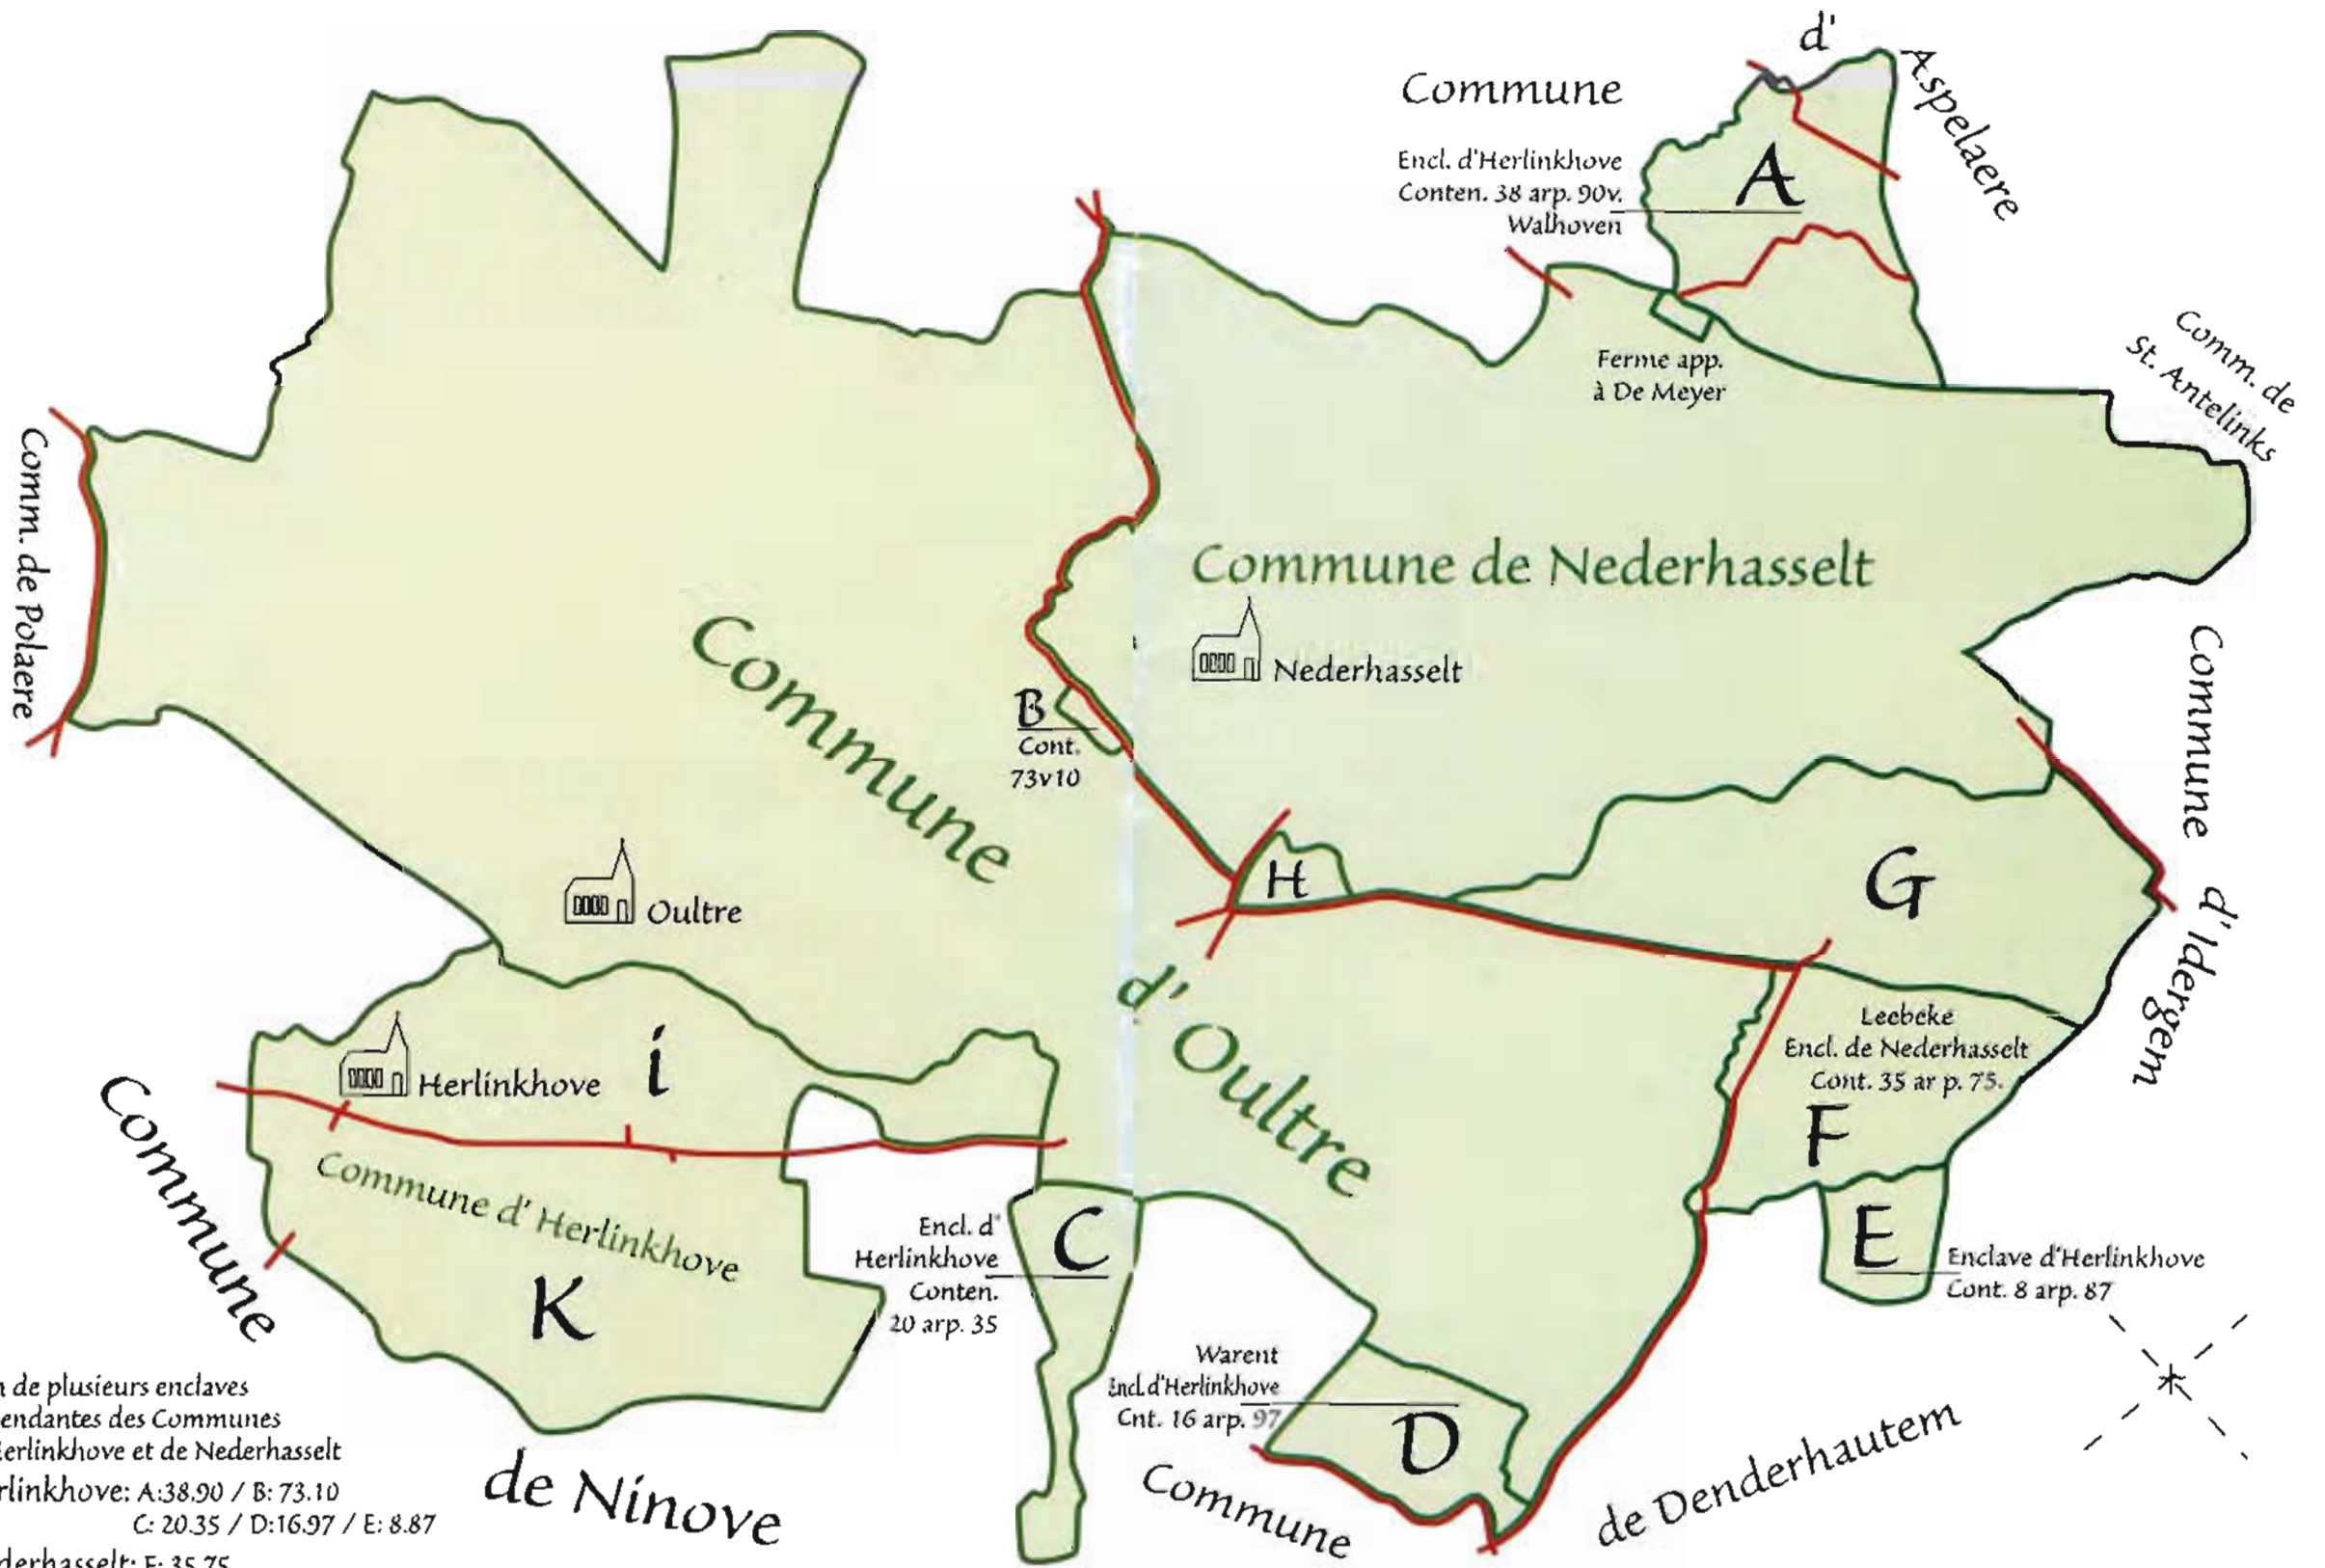 Commune
d'
Aspelaere
Encl. d'Herlinkhove
Conten. 38 arp. 90v.
Walhoven
A
Ferme app.
à De Meyer
Comm. de
St. Antelinks
Comm. de Polaere
Commune de Nederhasselt
Nederhasselt
Commune
d' Oultre
B
Cont.
73v10
Oultre
H
G
Commune d' Idergem
Leebeke
Encl. de Nederhasselt
Cont. 35 ar p. 75.
F
E
Enclave d'Herlinkhove
Cont. 8 arp. 87
i
Herlinkhove
Commune d' Herlinkhove
K
Encl. d'
Herlinkhove
Conten.
20 arp. 35
C
Warent
Encl.d'Herlinkhove
Cnt. 16 arp. 97
D
Commune
de Ninove
Commune
de Denderhautem
de plusieurs enclaves
endantes des Communes
erlinkhove et de Nederhasselt
rlinkhove: A:38.90 / B: 73.10
C: 20.35 / D:16.97 / E: 8.87
derhasselt: F: 35.75